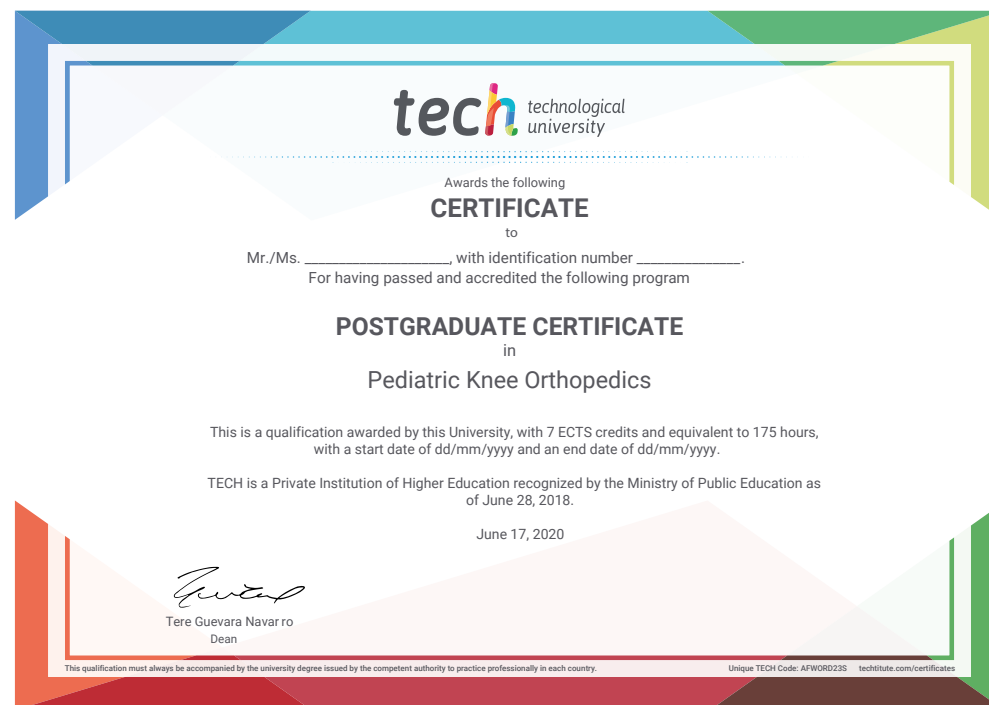 tech technological
university
Awards the following
CERTIFICATE
to
Mr./Ms. ___________________, with identification number ______________.
For having passed and accredited the following program
POSTGRADUATE CERTIFICATE
in
Pediatric Knee Orthopedics
This is a qualification awarded by this University, with 7 ECTS credits and equivalent to 175 hours,
with a start date of dd/mm/yyyy and an end date of dd/mm/yyyy.
TECH is a Private Institution of Higher Education recognized by the Ministry of Public Education as
of June 28, 2018.
June 17, 2020
Tere Guevara Navarro
Dean
This qualification must always be accompanied by the university degree issued by the competent authority to practice professionally in each country.
Unique TECH Code: AFWORD23S techtitute.com/certificates